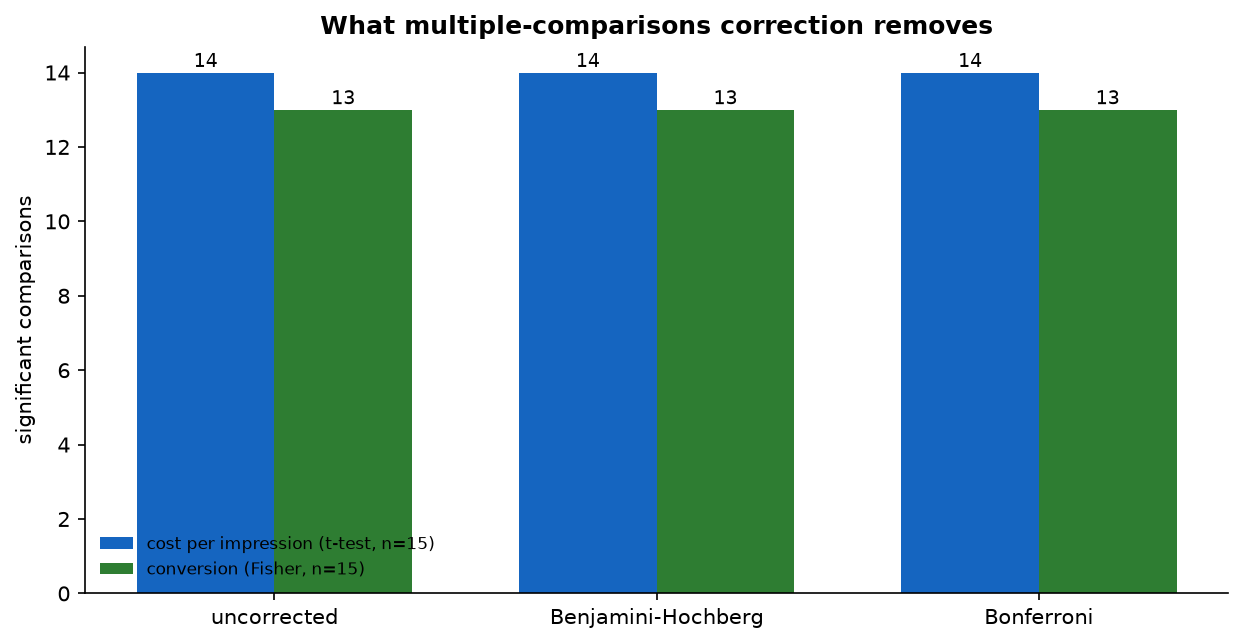 What multiple-comparisons correction removes
significant comparisons
14
12
10
8
6
4
2
0
14
13
14
13
14
13
cost per impression (t-test, n=15)
conversion (Fisher, n=15)
uncorrected
Benjamini-Hochberg
Bonferroni